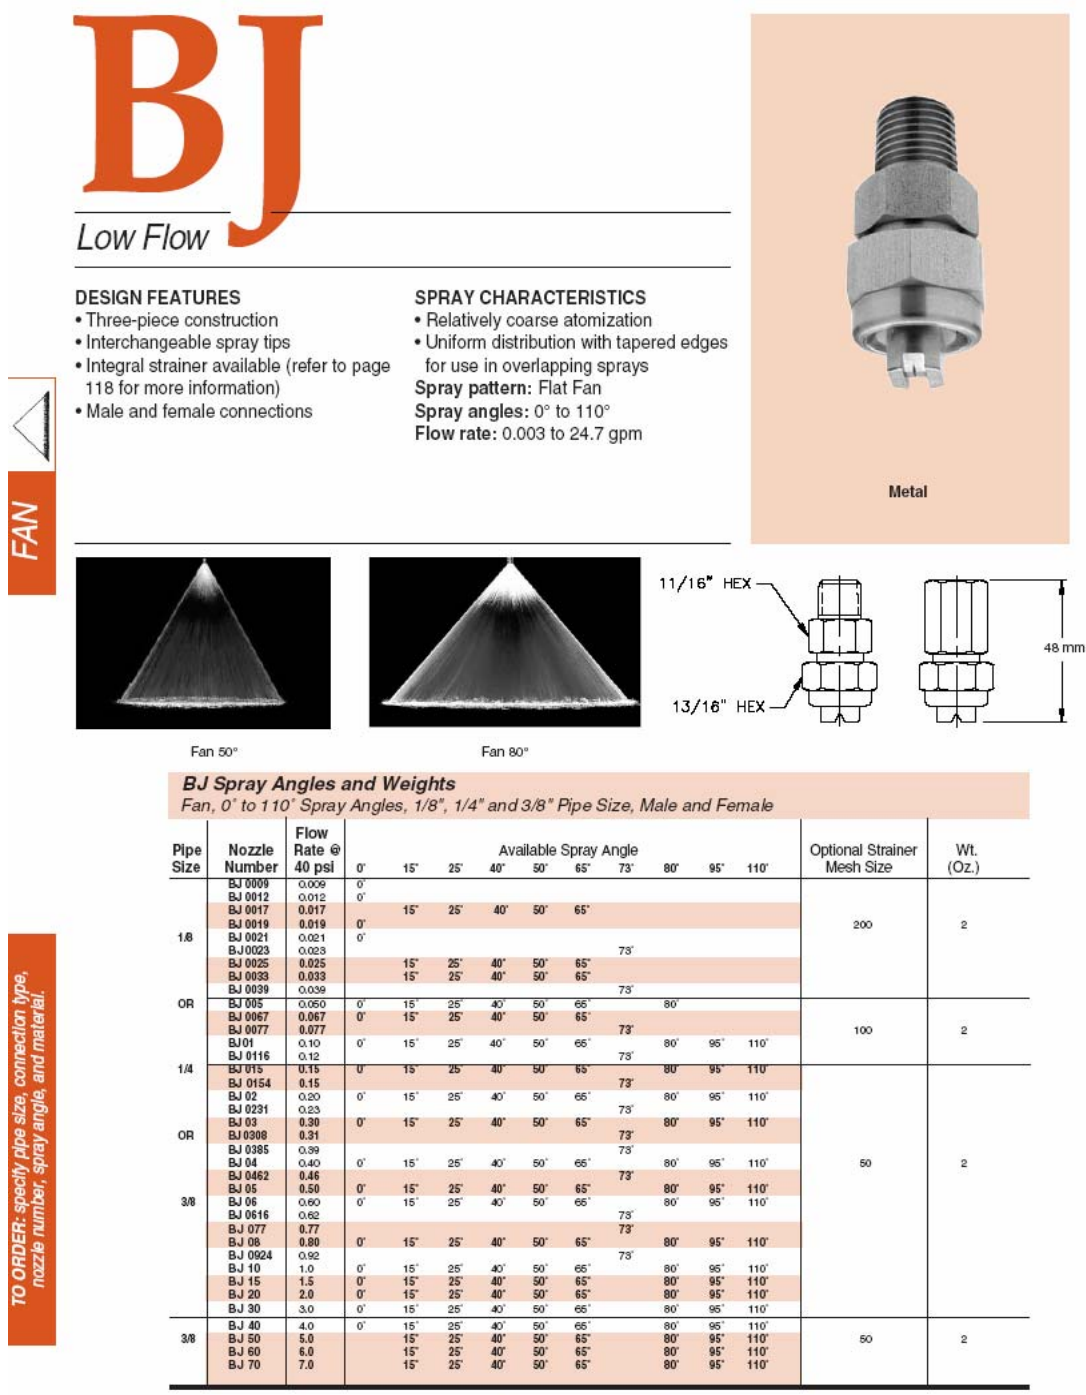 BJ
Low Flow
DESIGN FEATURES
• Three-piece construction
• Interchangeable spray tips
• Integral strainer available (refer to page
118 for more information)
• Male and female connections
SPRAY CHARACTERISTICS
• Relatively coarse atomization
• Uniform distribution with tapered edges
for use in overlapping sprays
Spray pattern: Flat Fan
Spray angles: 0° to 110°
Flow rate: 0.003 to 24.7 gpm
Metal
FAN
11/16" HEX
13/16" HEX
48 mm
Fan 50°
Fan 80°
BJ Spray Angles and Weights
Fan, 0° to 110° Spray Angles, 1/8", 1/4" and 3/8" Pipe Size, Male and Female
Flow
Pipe Nozzle Rate @ Available Spray Angle Optional Strainer Wt.
Size Number 40 psi 0° 15° 25° 40° 50° 65° 73° 80° 95° 110° Mesh Size (Oz.)
BJ 0009 0.009 0°
BJ 0012 0.012 0°
BJ 0017 0.017 15° 25° 40° 50° 65°
BJ 0019 0.019 0° 200 2
1/8 BJ 0021 0.021 0°
BJ0023 0.023 73°
BJ 0025 0.025 15° 25° 40° 50° 65°
BJ 0033 0.033 15° 25° 40° 50° 65°
BJ 0039 0.039 73°
OR BJ 005 0.050 0° 15° 25° 40° 50° 65° 80°
BJ 0067 0.067 0° 15° 25° 40° 50° 65°
BJ 0077 0.077 73° 100 2
BJ01 0.10 0° 15° 25° 40° 50° 65° 80° 95° 110°
BJ 0116 0.12 73°
1/4 BJ 015 0.15 0° 15° 25° 40° 50° 65° 80° 95° 110°
BJ 0154 0.15 73°
BJ 02 0.20 0° 15° 25° 40° 50° 65° 80° 95° 110°
BJ 0231 0.23 73°
BJ 03 0.30 0° 15° 25° 40° 50° 65° 80° 95° 110°
OR BJ0308 0.31 73°
BJ 0385 0.39 73°
BJ 04 0.40 0° 15° 25° 40° 50° 65° 80° 95° 110° 50 2
BJ 0462 0.46 73°
BJ 05 0.50 0° 15° 25° 40° 50° 65° 80° 95° 110°
3/8 BJ 06 0.60 0° 15° 25° 40° 50° 65° 80° 95° 110°
BJ 0616 0.62 73°
BJ 077 0.77 73°
BJ 08 0.80 0° 15° 25° 40° 50° 65° 80° 95° 110°
BJ 0924 0.92 73°
BJ 10 1.0 0° 15° 25° 40° 50° 65° 80° 95° 110°
BJ 15 1.5 0° 15° 25° 40° 50° 65° 80° 95° 110°
BJ 20 2.0 0° 15° 25° 40° 50° 65° 80° 95° 110°
BJ 30 3.0 0° 15° 25° 40° 50° 65° 80° 95° 110°
BJ 40 4.0 0° 15° 25° 40° 50° 65° 80° 95° 110°
3/8 BJ 50 5.0 15° 25° 40° 50° 65° 80° 95° 110° 50 2
BJ 60 6.0 15° 25° 40° 50° 65° 80° 95° 110°
BJ 70 7.0 15° 25° 40° 50° 65° 80° 95° 110°
TO ORDER: specify pipe size, connection type,
nozzle number, spray angle, and material.